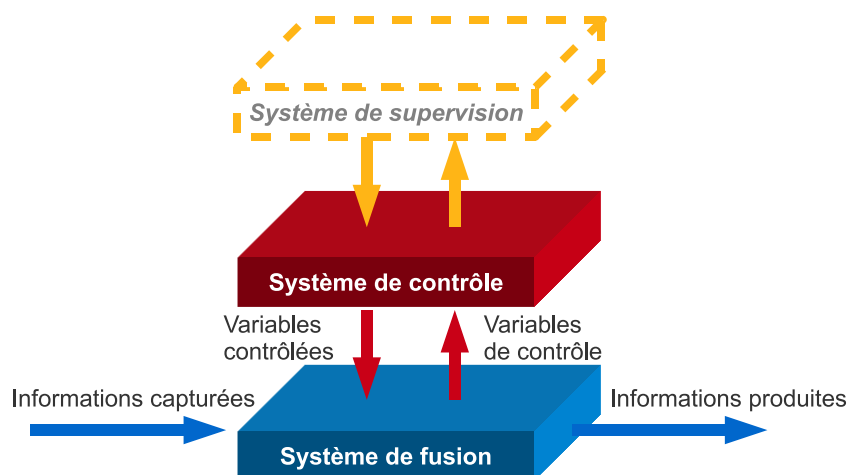 Système de supervision
Système de contrôle
Variables
contrôlées
Variables
de contrôle
Informations capturées
Informations produites
Système de fusion